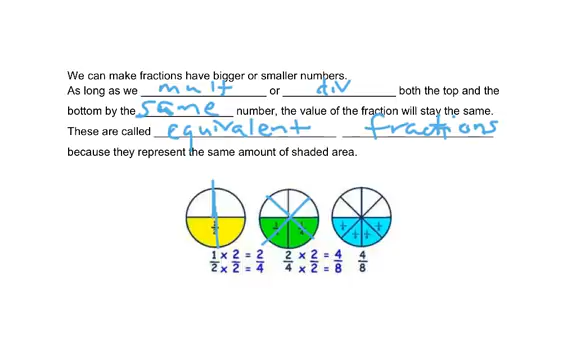 We can make fractions have bigger or smaller numbers.
As long as we mult or div both the top and the
bottom by the same number, the value of the fraction will stay the same.
These are called equivalent fractions
because they represent the same amount of shaded area.
1/2 x 2/2 = 2/4 2/4 x 2/2 = 4/8 4/8